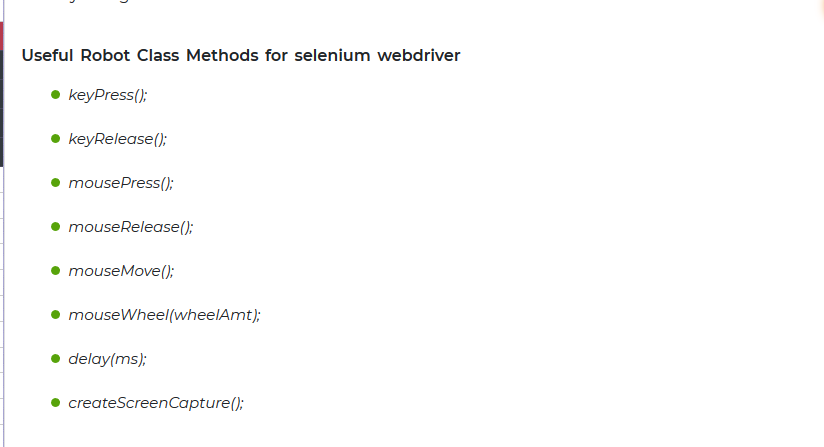 Useful Robot Class Methods for selenium webdriver
keyPress();
keyRelease();
mousePress();
mouseRelease();
mouseMove();
mouseWheel(wheelAmt);
delay(ms);
createScreenCapture();